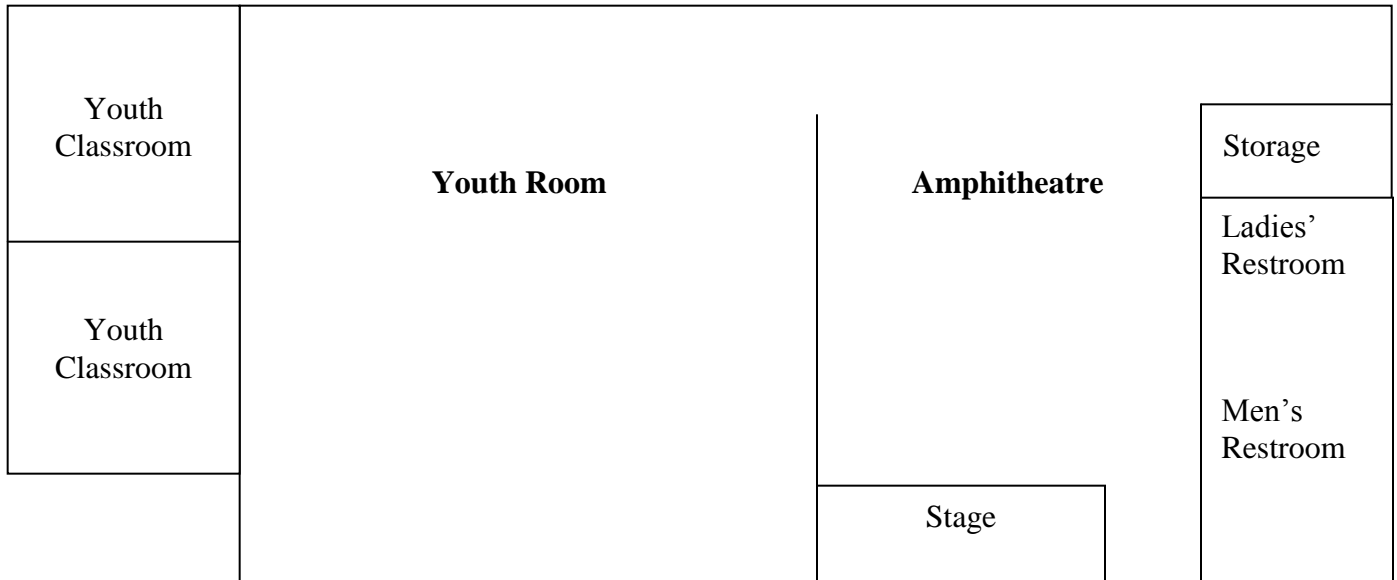 Youth
Classroom
Youth Room
Amphitheatre
Storage
Ladies’
Restroom
Youth
Classroom
Men’s
Restroom
Stage